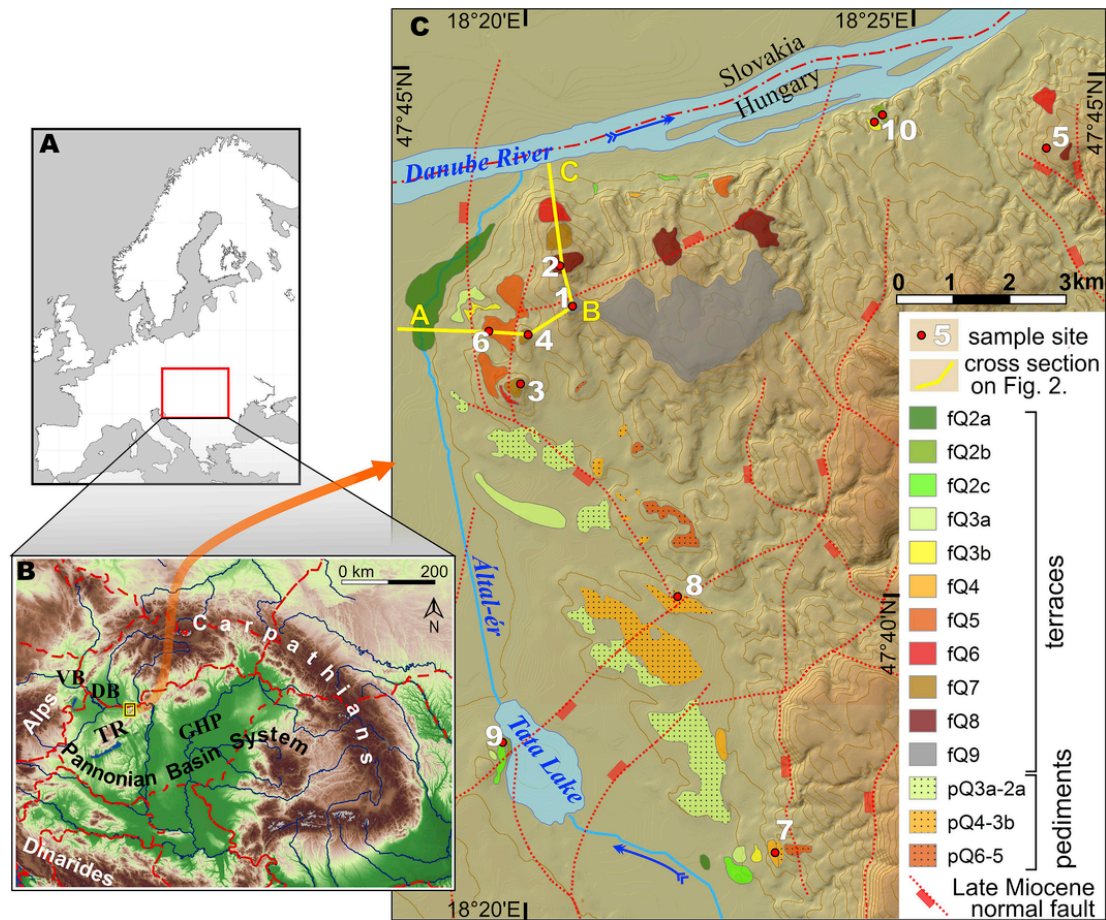 A
B
0 km 200
N
Carpathians
VB
DB
Alps
TR
GHP
Pannonian Basin System
Dinarides
C
18°20'E
18°25'E
47°45'N
47°45'N
Slovakia
Hungary
Danube River
C
10
5
2
1
B
A
6
4
3
0 1 2 3km
Által-ér
8
47°40'N
9
Tata Lake
7
18°20'E
5 sample site
cross section
on Fig. 2.
fQ2a
fQ2b
fQ2c
fQ3a
fQ3b
fQ4
fQ5
fQ6
fQ7
fQ8
fQ9
terraces
pQ3a-2a
pQ4-3b
pQ6-5
pediments
Late Miocene
normal fault